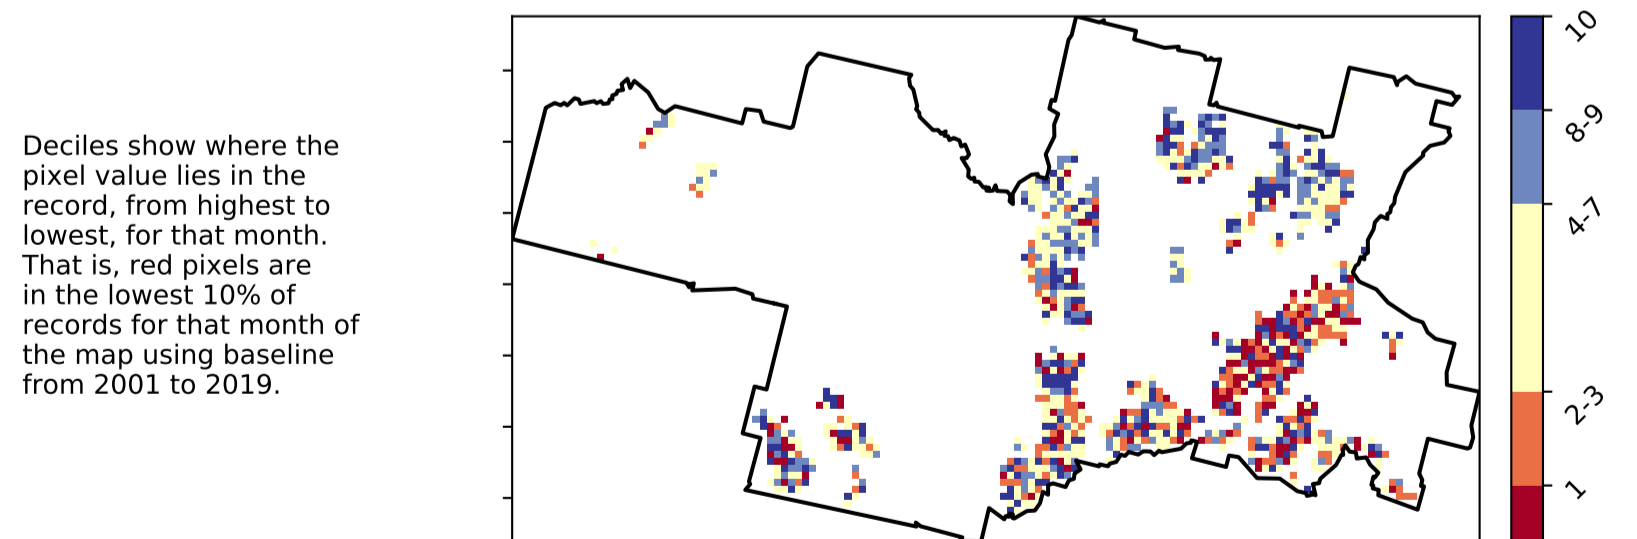 Deciles show where the
pixel value lies in the
record, from highest to
lowest, for that month.
That is, red pixels are
in the lowest 10% of
records for that month of
the map using baseline
from 2001 to 2019.
10
8-9
4-7
2-3
1